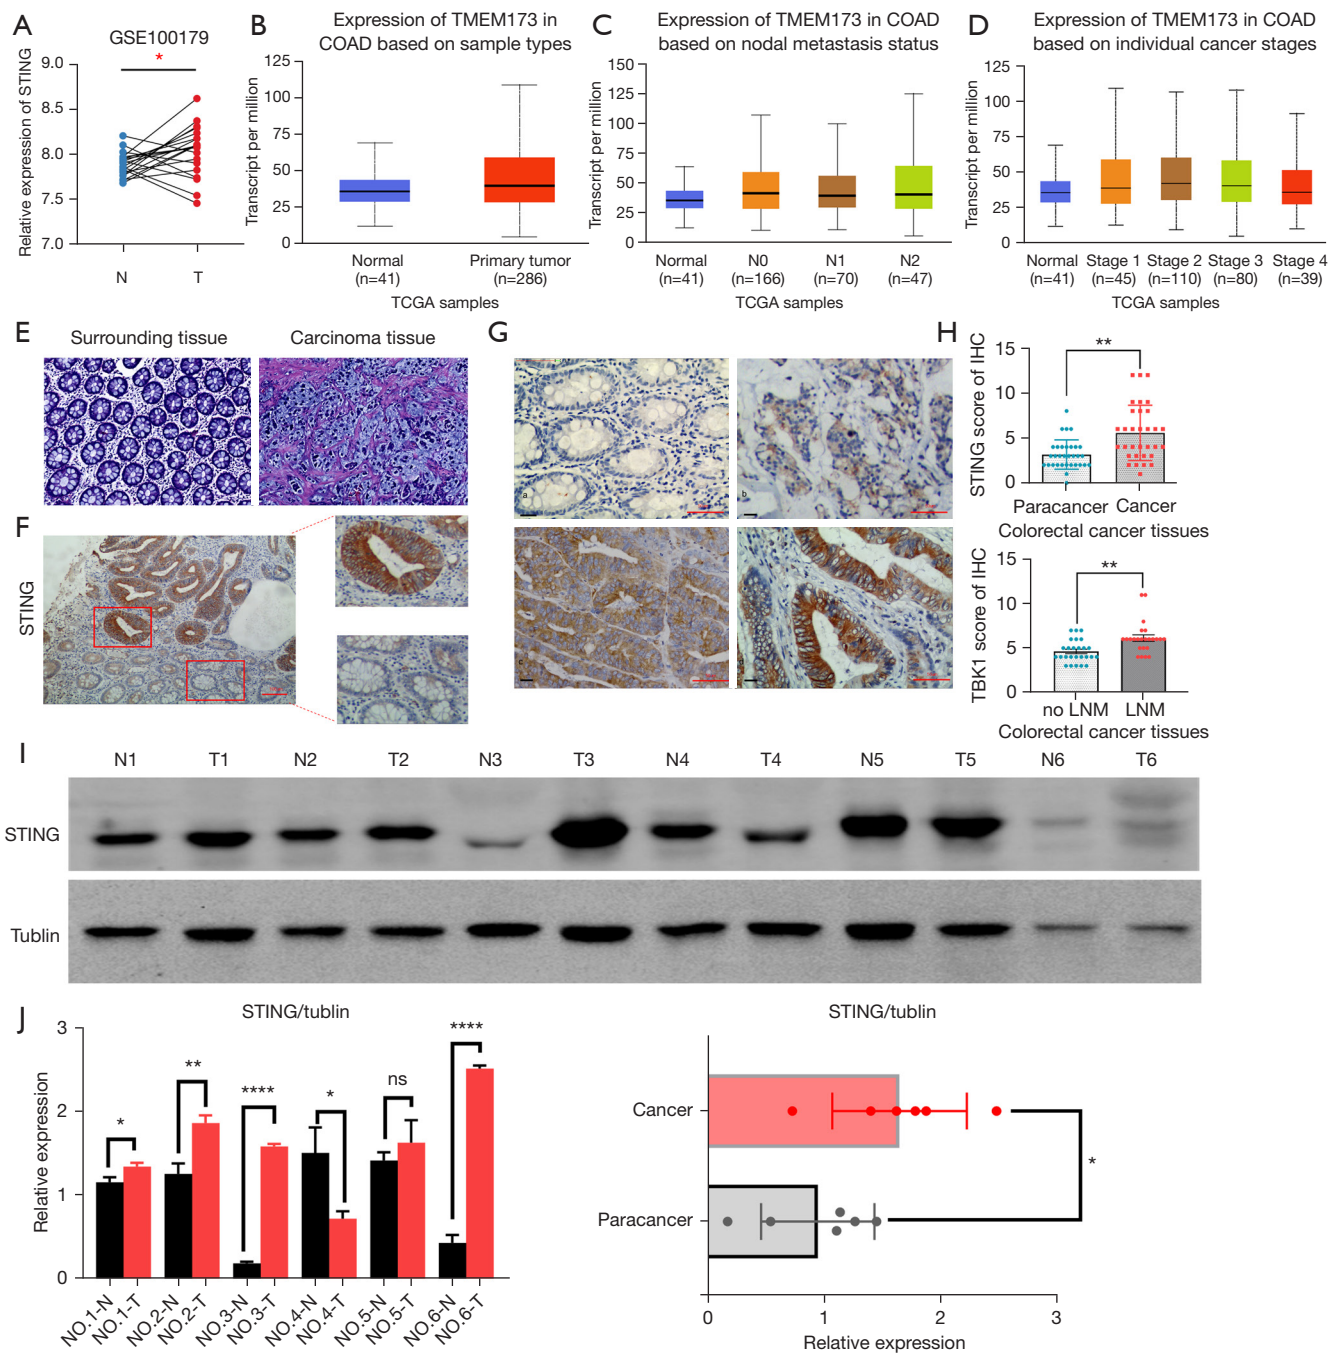 A
GSE100179
*
Relative expression of STING
9.0
8.5
8.0
7.5
7.0
N
T
B
Expression of TMEM173 in
COAD based on sample types
Transcript per million
125
100
75
50
25
0
Normal
(n=41)
Primary tumor
(n=286)
TCGA samples
C
Expression of TMEM173 in COAD
based on nodal metastasis status
Transcript per million
150
125
100
75
50
25
0
Normal
(n=41)
N0
(n=166)
N1
(n=70)
N2
(n=47)
TCGA samples
D
Expression of TMEM173 in COAD
based on individual cancer stages
Transcript per million
125
100
75
50
25
0
Normal
(n=41)
Stage 1
(n=45)
Stage 2
(n=110)
Stage 3
(n=80)
Stage 4
(n=39)
TCGA samples
E
Surrounding tissue
Carcinoma tissue
F
STING
G
a
b
c
H
STING score of IHC
15
10
5
0
**
Paracancer
Cancer
Colorectal cancer tissues
TBK1 score of IHC
15
10
5
0
**
no LNM
LNM
Colorectal cancer tissues
I
N1
T1
N2
T2
N3
T3
N4
T4
N5
T5
N6
T6
STING
Tublin
J
STING/tublin
Relative expression
3
2
1
0
*
**
****
*
ns
****
NO.1-N
NO.1-T
NO.2-N
NO.2-T
NO.3-N
NO.3-T
NO.4-N
NO.4-T
NO.5-N
NO.5-T
NO.6-N
NO.6-T
STING/tublin
Cancer
Paracancer
*
0
1
2
3
Relative expression